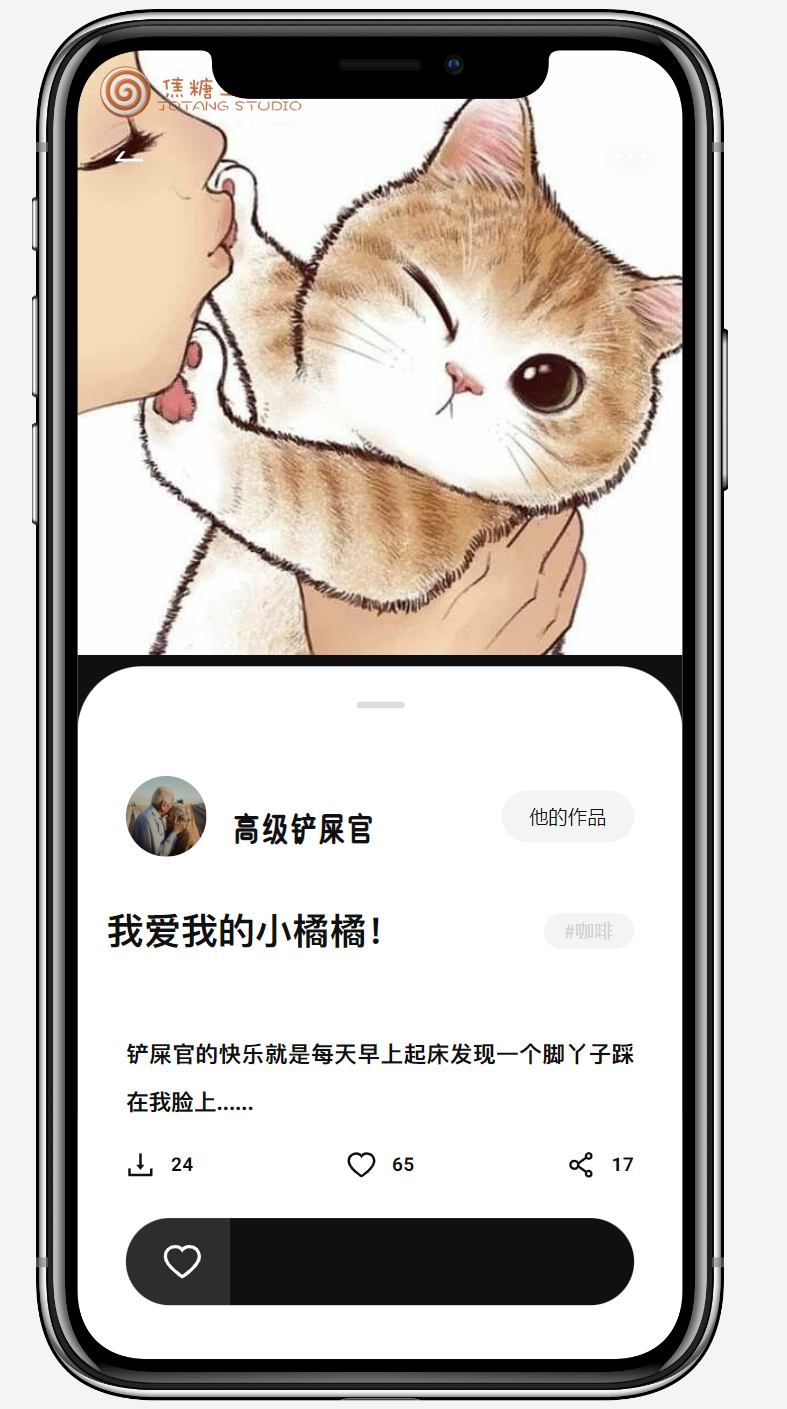 焦糖
JOTANG STUDIO
高级铲屎官
他的作品
我爱我的小橘橘！
#咖啡
铲屎官的快乐就是每天早上起床发现一个脚丫子踩
在我脸上......
24
65
17